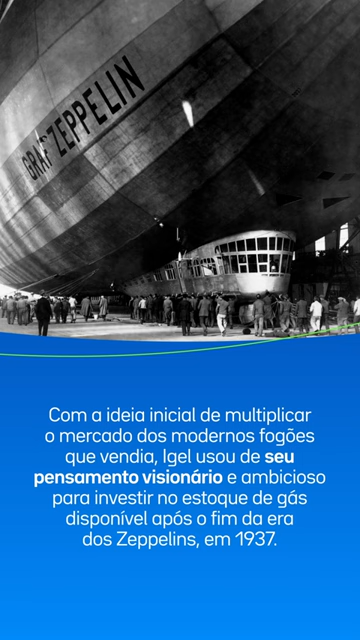 GRAF ZEPPELIN
Com a ideia inicial de multiplicar
o mercado dos modernos fogões
que vendia, Igel usou de seu
pensamento visionário e ambicioso
para investir no estoque de gás
disponível após o fim da era
dos Zeppelins, em 1937.